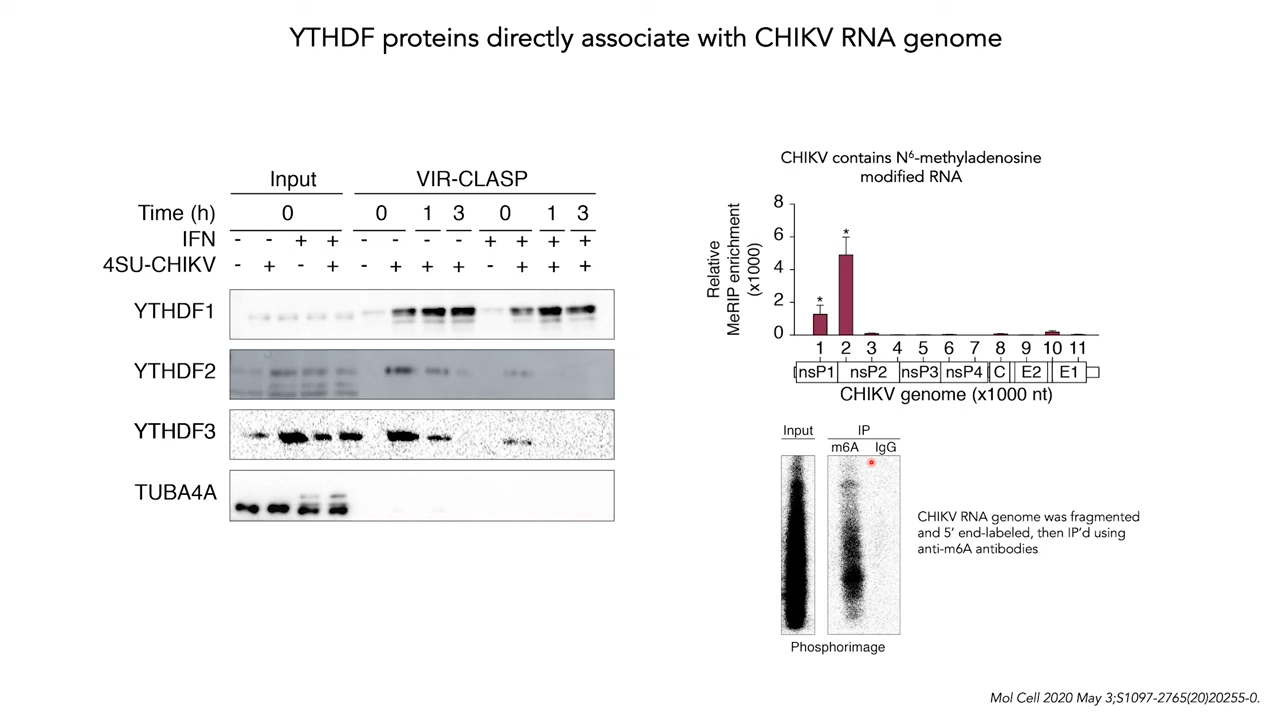 YTHDF proteins directly associate with CHIKV RNA genome
Input VIR-CLASP
Time (h) 0 0 1 3 0 1 3
IFN - - + + - - - - + + + +
4SU-CHIKV - + - + - + + + - + + +
YTHDF1
YTHDF2
YTHDF3
TUBA4A
CHIKV contains N⁶-methyladenosine
modified RNA
Relative
MeRIP enrichment
(x1000)
8
6
4
2
0
* *
1 2 3 4 5 6 7 8 9 10 11
nsP1 nsP2 nsP3 nsP4 C E2 E1
CHIKV genome (x1000 nt)
Input IP
m6A IgG
CHIKV RNA genome was fragmented
and 5’ end-labeled, then IP’d using
anti-m6A antibodies
Phosphorimage
Mol Cell 2020 May 3;S1097-2765(20)20255-0.